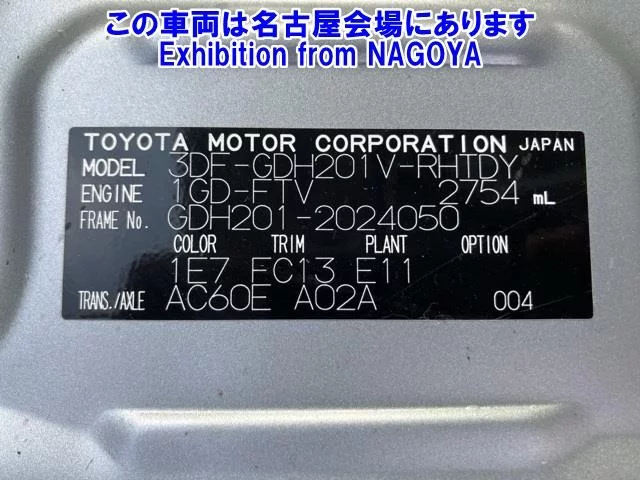 この車両は名古屋会場にあります
Exhibition from NAGOYA
TOYOTA MOTOR CORPORATION JAPAN
MODEL 3DF-GDH201V-RHTDY
ENGINE 1GD-FTV 2754 mL
FRAME No. GDH201-2024050
COLOR TRIM PLANT OPTION
1E7 FC13 E11
TRANS./AXLE AC60E A02A 004